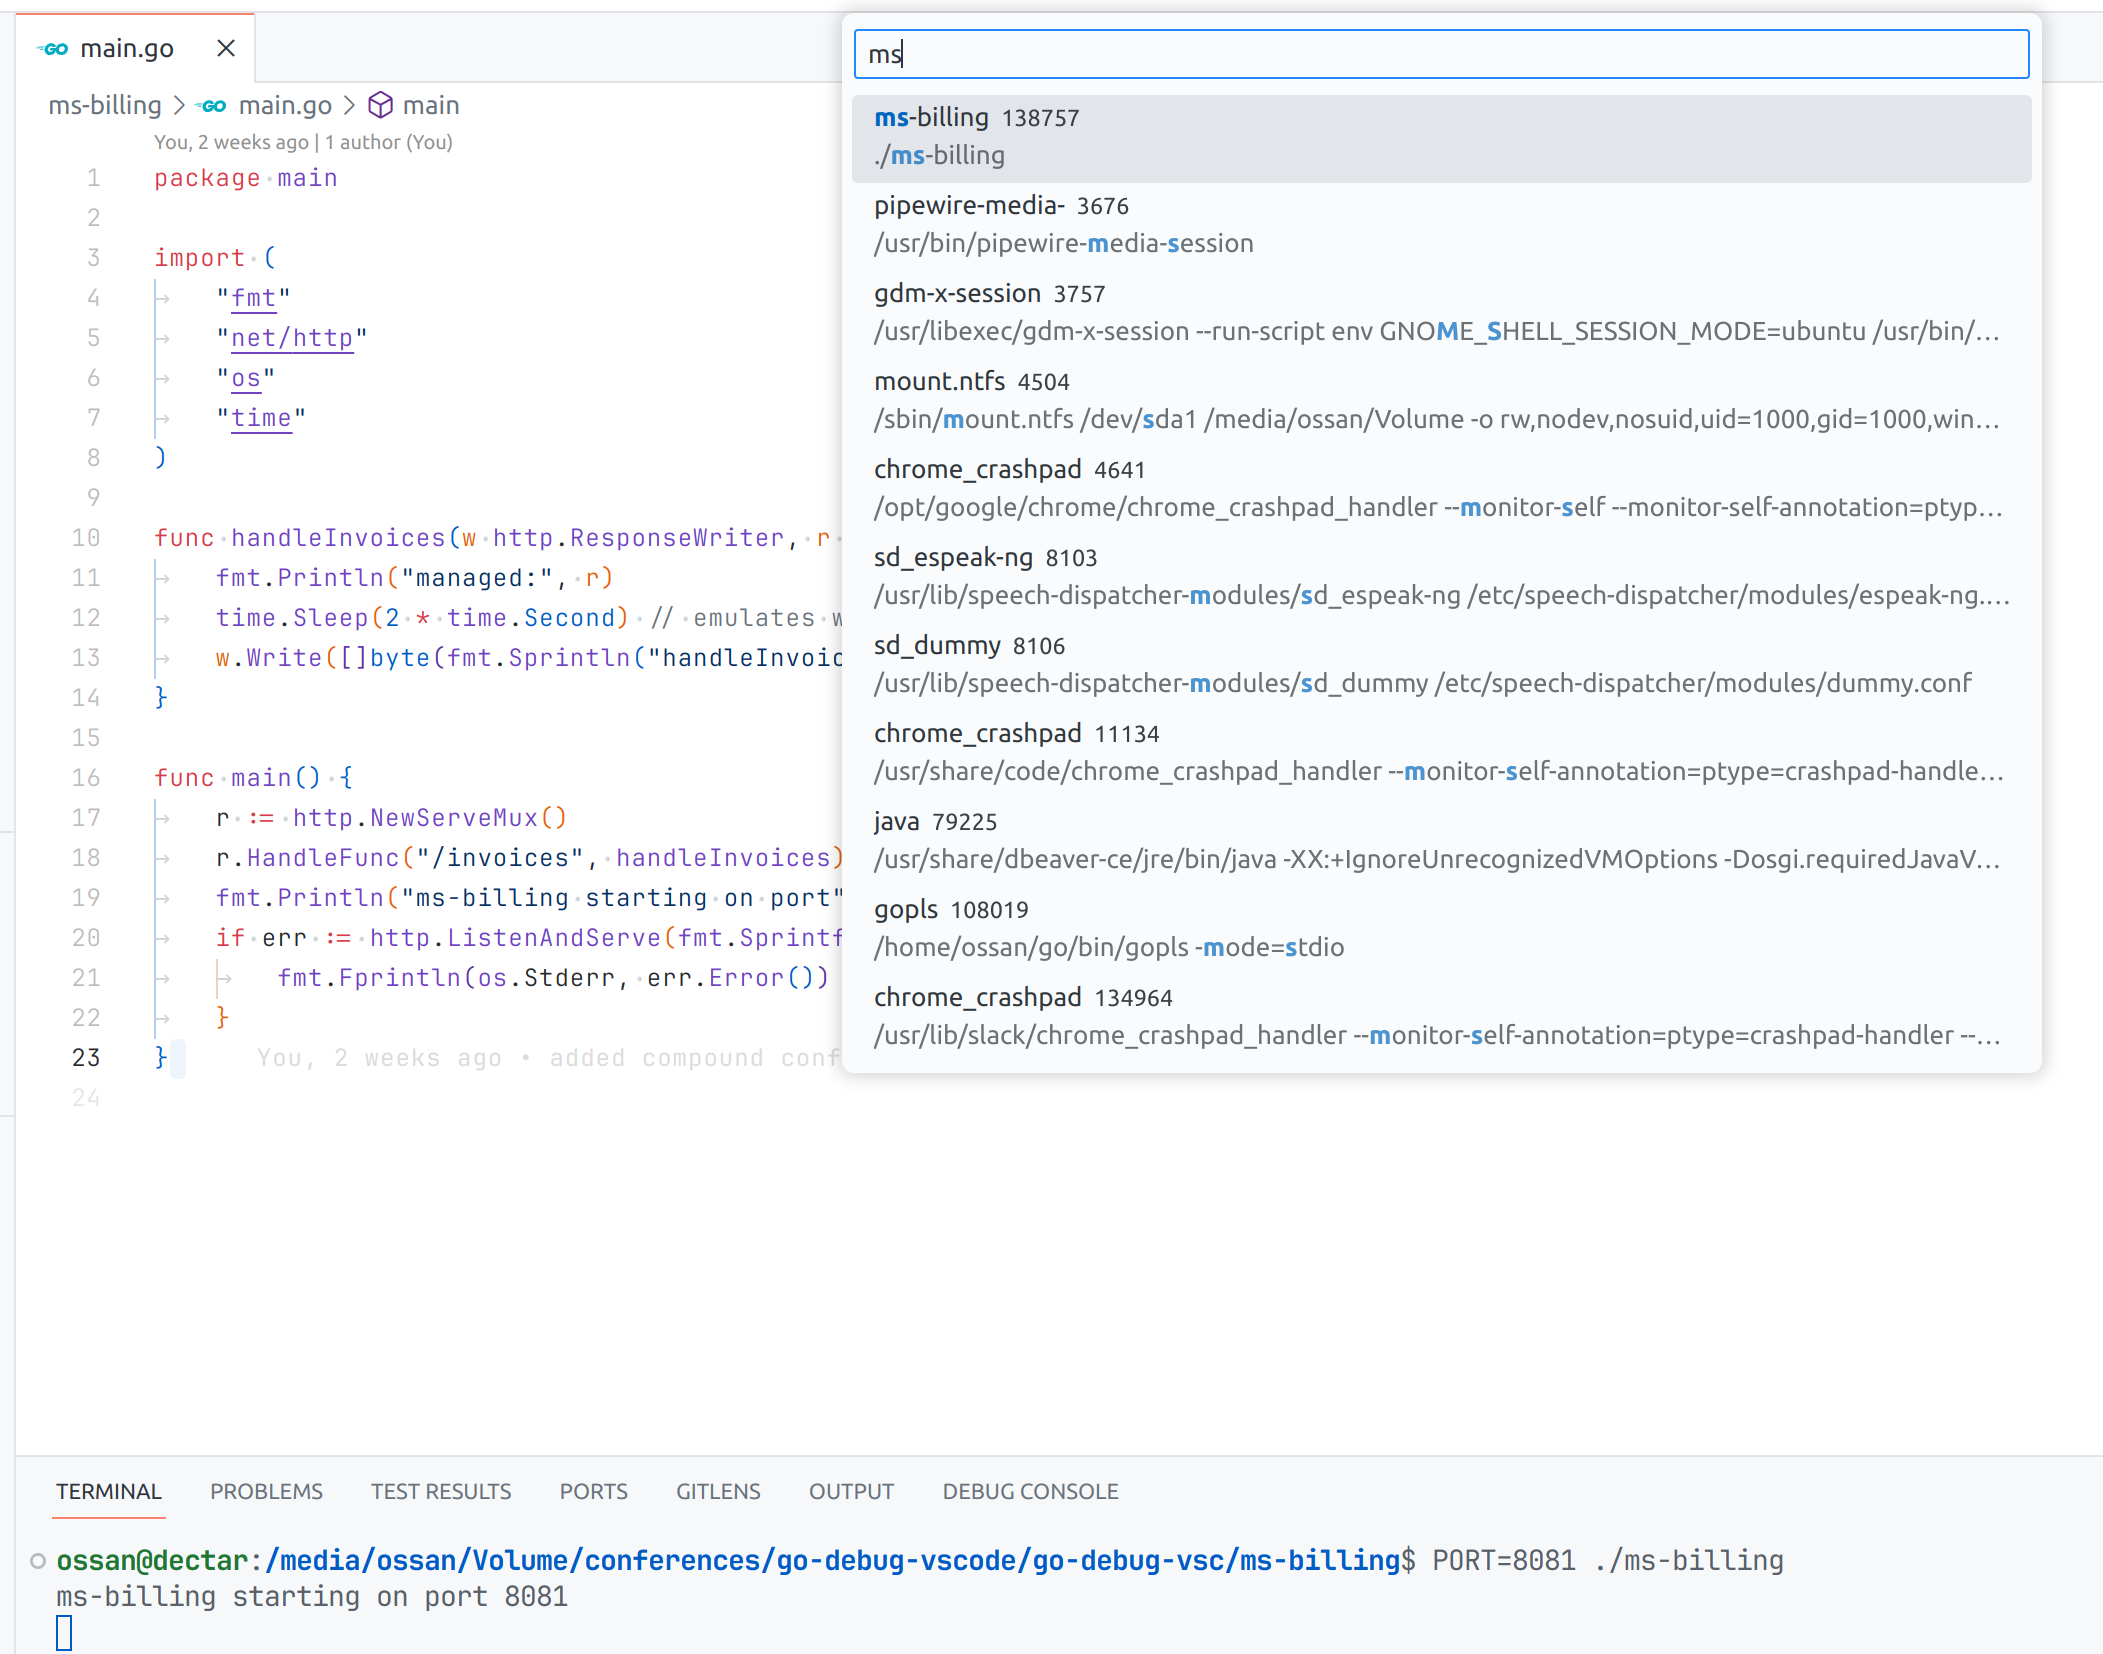 main.go
ms-billing > main.go > main
You, 2 weeks ago | 1 author (You)
1 package main
2
3 import (
4 "fmt"
5 "net/http"
6 "os"
7 "time"
8 )
9
10 func handleInvoices(w http.ResponseWriter, r
11 fmt.Println("managed:", r)
12 time.Sleep(2 * time.Second) // emulates
13 w.Write([]byte(fmt.Sprintln("handleInvoic
14 }
15
16 func main() {
17 r := http.NewServeMux()
18 r.HandleFunc("/invoices", handleInvoices)
19 fmt.Println("ms-billing starting on port"
20 if err := http.ListenAndServe(fmt.Sprintf
21 fmt.Fprintln(os.Stderr, err.Error())
22 }
23 } You, 2 weeks ago • added compound conf
24
ms
ms-billing 138757
./ms-billing
pipewire-media- 3676
/usr/bin/pipewire-media-session
gdm-x-session 3757
/usr/libexec/gdm-x-session --run-script env GNOME_SHELL_SESSION_MODE=ubuntu /usr/bin/…
mount.ntfs 4504
/sbin/mount.ntfs /dev/sda1 /media/ossan/Volume -o rw,nodev,nosuid,uid=1000,gid=1000,win…
chrome_crashpad 4641
/opt/google/chrome/chrome_crashpad_handler --monitor-self --monitor-self-annotation=ptyp…
sd_espeak-ng 8103
/usr/lib/speech-dispatcher-modules/sd_espeak-ng /etc/speech-dispatcher/modules/espeak-ng.…
sd_dummy 8106
/usr/lib/speech-dispatcher-modules/sd_dummy /etc/speech-dispatcher/modules/dummy.conf
chrome_crashpad 11134
/usr/share/code/chrome_crashpad_handler --monitor-self-annotation=ptype=crashpad-handle…
java 79225
/usr/share/dbeaver-ce/jre/bin/java -XX:+IgnoreUnrecognizedVMOptions -Dosgi.requiredJavaV…
gopls 108019
/home/ossan/go/bin/gopls -mode=stdio
chrome_crashpad 134964
/usr/lib/slack/chrome_crashpad_handler --monitor-self-annotation=ptype=crashpad-handler --…
TERMINAL PROBLEMS TEST RESULTS PORTS GITLENS OUTPUT DEBUG CONSOLE
ossan@dectar:/media/ossan/Volume/conferences/go-debug-vscode/go-debug-vsc/ms-billing$ PORT=8081 ./ms-billing
ms-billing starting on port 8081